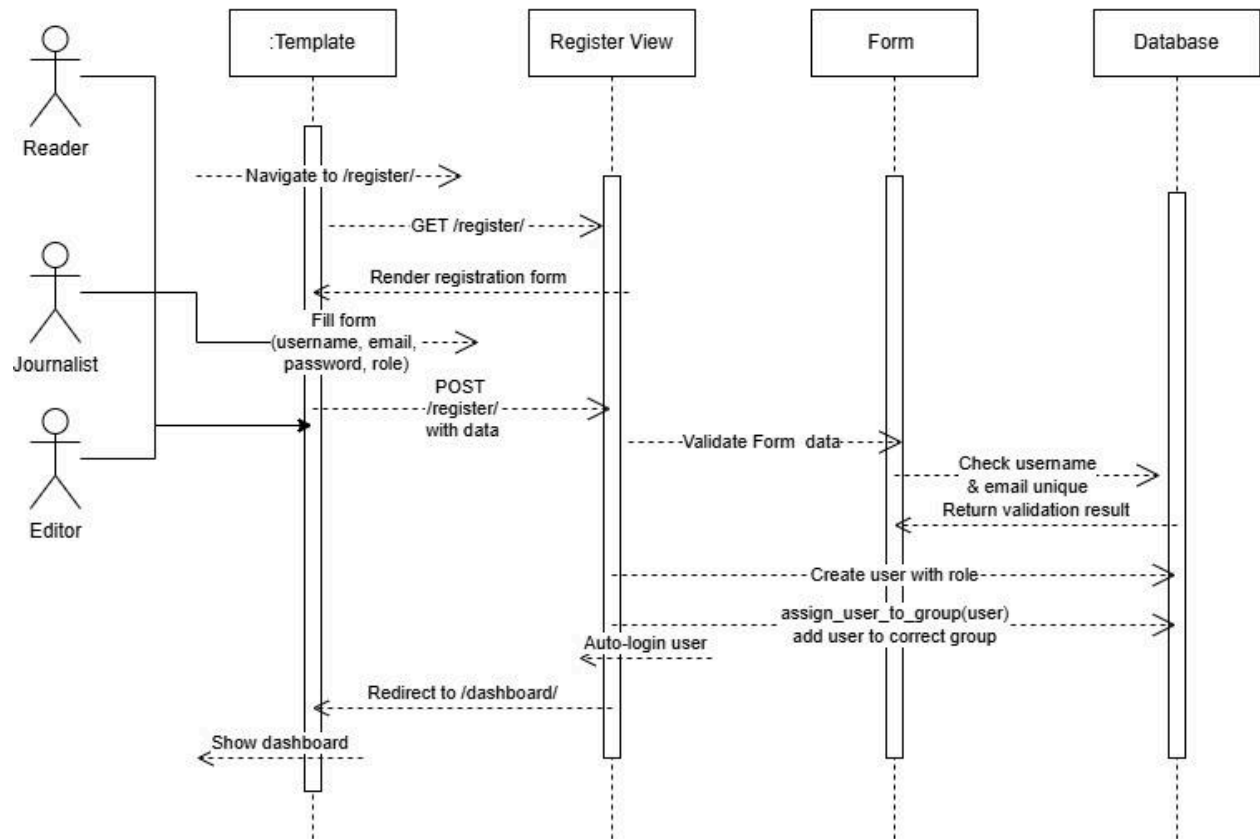 :Template
Register View
Form
Database
Reader
Navigate to /register/
GET /register/
Render registration form
Journalist
Fill form
(username, email,
password, role)
POST
/register/
with data
Validate Form  data
Check username
& email unique
Return validation result
Editor
Create user with role
assign_user_to_group(user)
add user to correct group
Auto-login user
Redirect to /dashboard/
Show dashboard